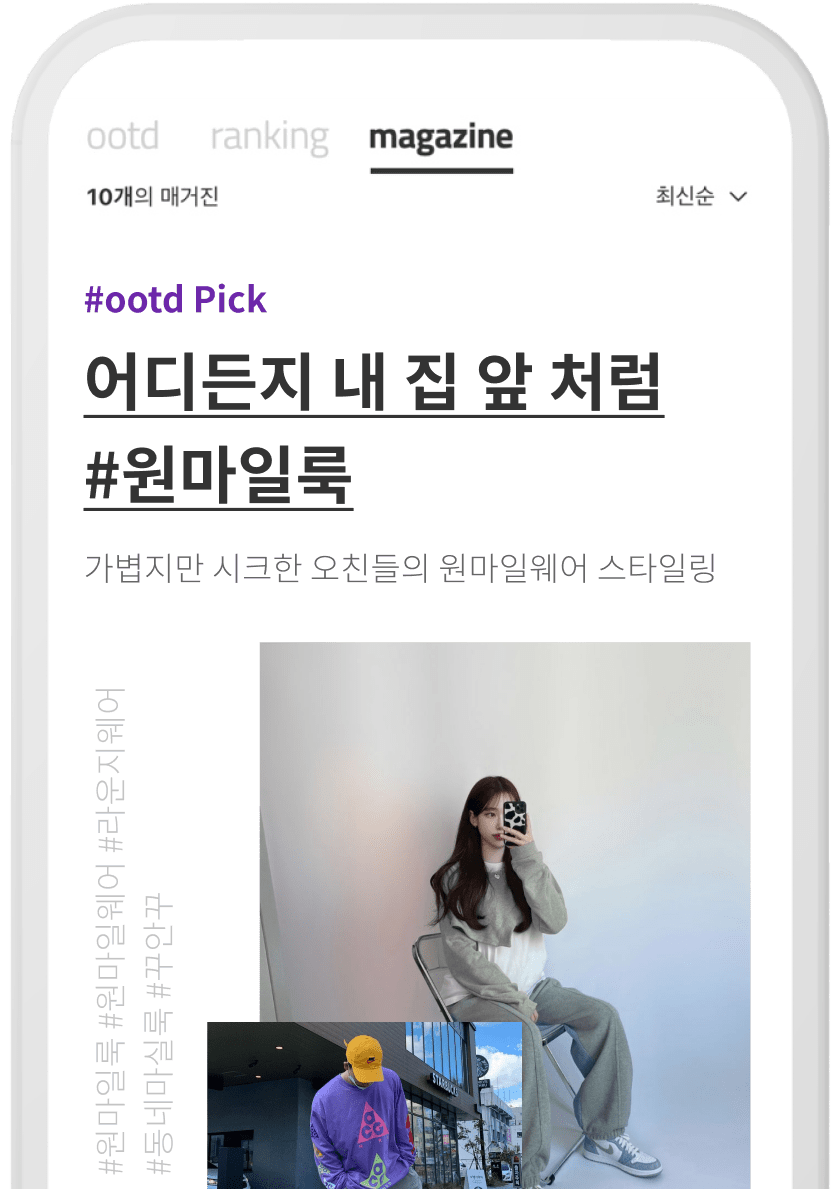 ootd ranking magazine
10개의 매거진
최신순
#ootd Pick
어디든지 내 집 앞 처럼
#원마일룩
가볍지만 시크한 오친들의 원마일웨어 스타일링
#원마일룩 #원마일웨어 #라운지웨어
#동네마실룩 #꾸안꾸
STARBUCKS